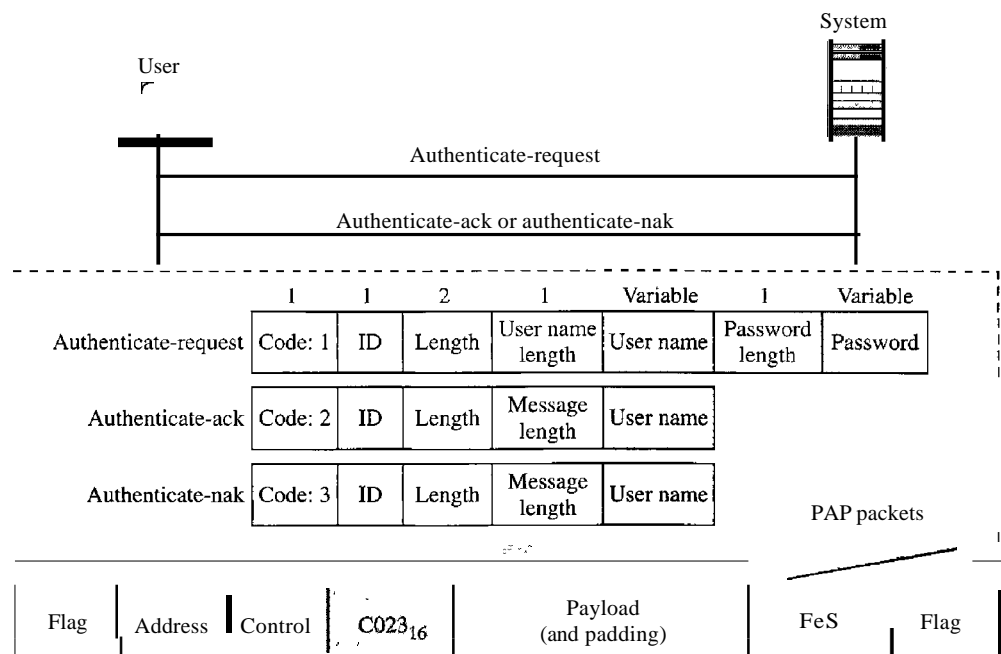 System
User
Authenticate-request
Authenticate-ack or authenticate-nak
1 1 2 1 Variable 1 Variable
Authenticate-request Code: 1 ID Length User name length User name Password length Password
Authenticate-ack Code: 2 ID Length Message length User name
Authenticate-nak Code: 3 ID Length Message length User name
PAP packets
Flag Address Control C023₁₆ Payload (and padding) FeS Flag